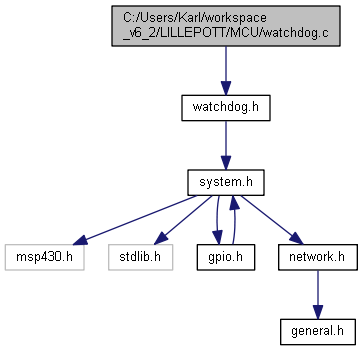 C:/Users/Karl/workspace
_v6_2/LILLEPOTT/MCU/watchdog.c
watchdog.h
system.h
msp430.h
stdlib.h
gpio.h
network.h
general.h